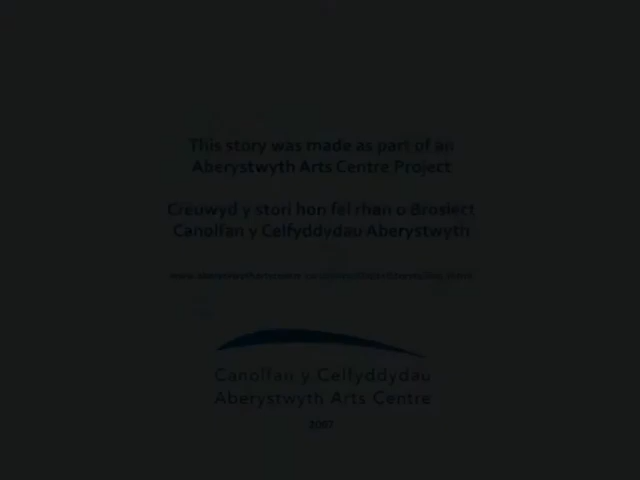 This story was made as part of an
Aberystwyth Arts Centre Project
Crëuwyd y stori hon fel rhan o Brosiect
Canolfan y Celfyddydau Aberystwyth
Canolfan y Celfyddydau
Aberystwyth Arts Centre
2007